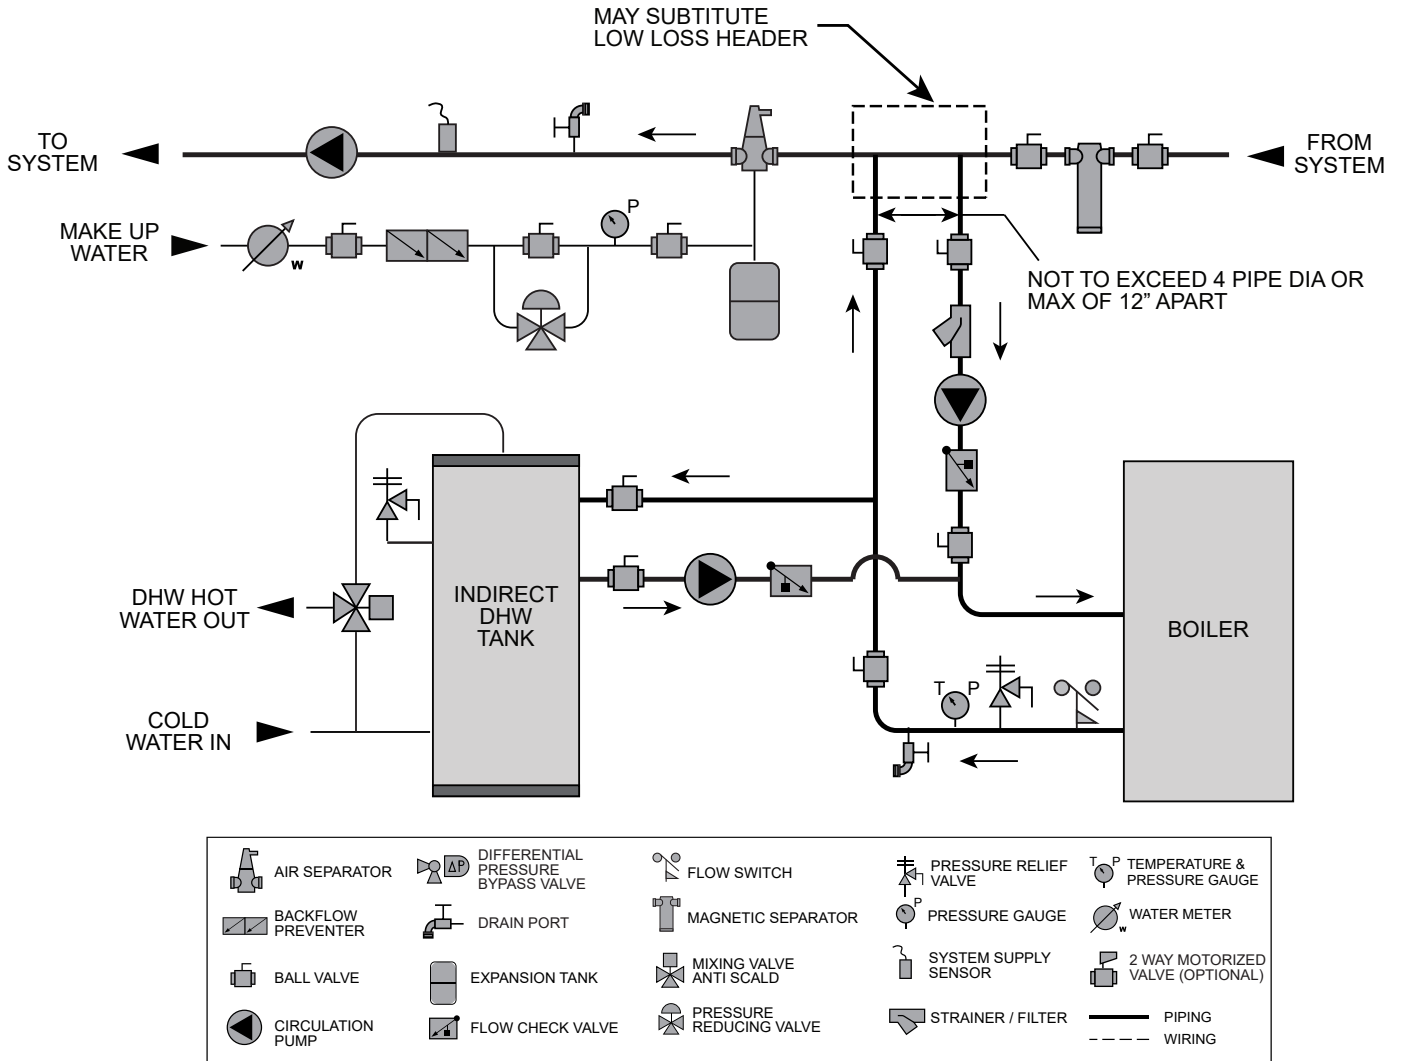 MAY SUBTITUTE
LOW LOSS HEADER
TO
SYSTEM
FROM
SYSTEM
MAKE UP
WATER
w
P
NOT TO EXCEED 4 PIPE DIA OR
MAX OF 12” APART
INDIRECT
DHW
TANK
DHW HOT
WATER OUT
COLD
WATER IN
BOILER
T P
AIR SEPARATOR
BACKFLOW
PREVENTER
BALL VALVE
CIRCULATION
PUMP
ΔP
DIFFERENTIAL
PRESSURE
BYPASS VALVE
DRAIN PORT
EXPANSION TANK
FLOW CHECK VALVE
FLOW SWITCH
MAGNETIC SEPARATOR
MIXING VALVE
ANTI SCALD
PRESSURE
REDUCING VALVE
PRESSURE RELIEF
VALVE
P
PRESSURE GAUGE
SYSTEM SUPPLY
SENSOR
STRAINER / FILTER
T P
TEMPERATURE &
PRESSURE GAUGE
w
WATER METER
2 WAY MOTORIZED
VALVE (OPTIONAL)
PIPING
WIRING